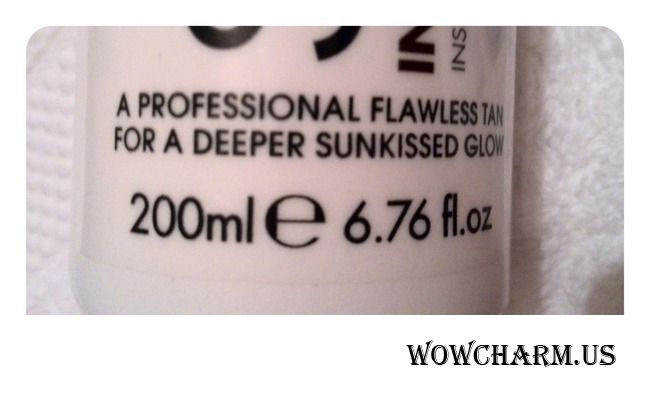 A PROFESSIONAL FLAWLESS TAN
FOR A DEEPER SUNKISSED GLOW
200ml e 6.76 fl.oz
WOWCHARM.US